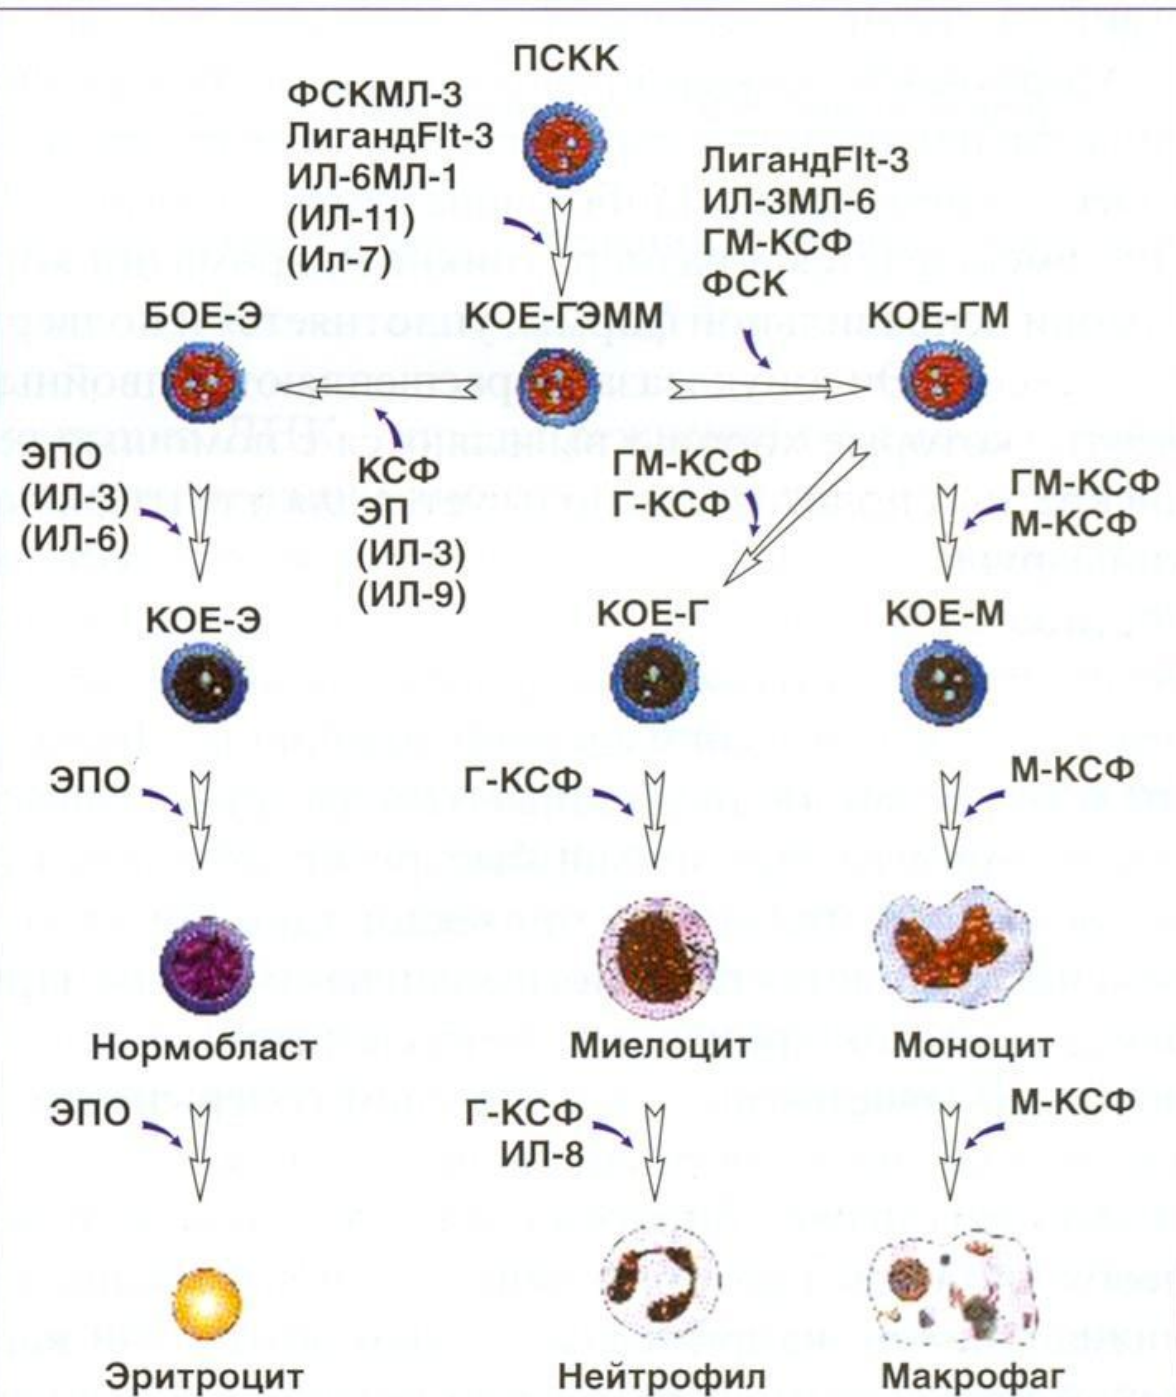 ПСКК
ФСКМЛ-3
ЛигандFlt-3
ИЛ-6МЛ-1
(ИЛ-11)
(Ил-7)
ЛигандFlt-3
ИЛ-3МЛ-6
ГМ-КСФ
ФСК
БОЕ-Э
КОЕ-ГЭММ
КОЕ-ГМ
ЭПО
(ИЛ-3)
(ИЛ-6)
КСФ
ЭП
(ИЛ-3)
(ИЛ-9)
ГМ-КСФ
Г-КСФ
ГМ-КСФ
М-КСФ
КОЕ-Э
КОЕ-Г
КОЕ-М
ЭПО
Г-КСФ
М-КСФ
Нормобласт
Миелоцит
Моноцит
ЭПО
Г-КСФ
ИЛ-8
М-КСФ
Эритроцит
Нейтрофил
Макрофаг